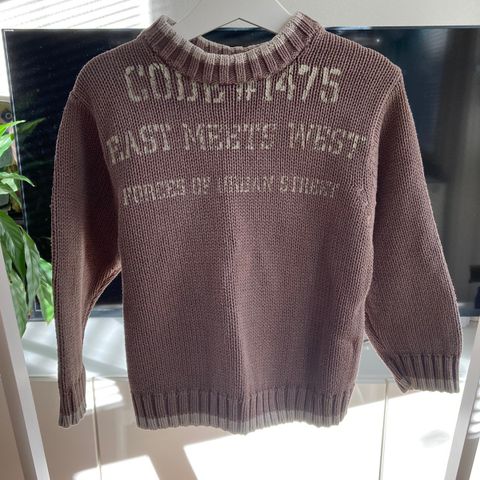 CODE #1475
EAST MEETS WEST
FORCES OF URBAN STREET